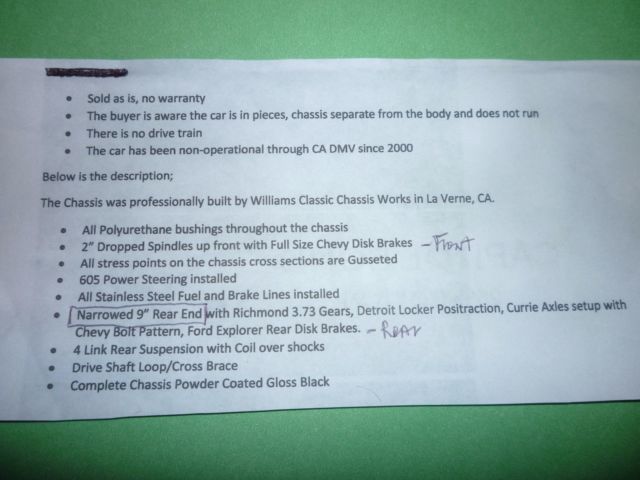 • Sold as is, no warranty
• The buyer is aware the car is in pieces, chassis separate from the body and does not run
• There is no drive train
• The car has been non-operational through CA DMV since 2000
Below is the description;
The Chassis was professionally built by Williams Classic Chassis Works in La Verne, CA.
• All Polyurethane bushings throughout the chassis
• 2" Dropped Spindles up front with Full Size Chevy Disk Brakes – Front
• All stress points on the chassis cross sections are Gusseted
• 605 Power Steering installed
• All Stainless Steel Fuel and Brake Lines installed
• Narrowed 9" Rear End with Richmond 3.73 Gears, Detroit Locker Positraction, Currie Axles setup with
Chevy Bolt Pattern, Ford Explorer Rear Disk Brakes. – Rear
• 4 Link Rear Suspension with Coil over shocks
• Drive Shaft Loop/Cross Brace
• Complete Chassis Powder Coated Gloss Black